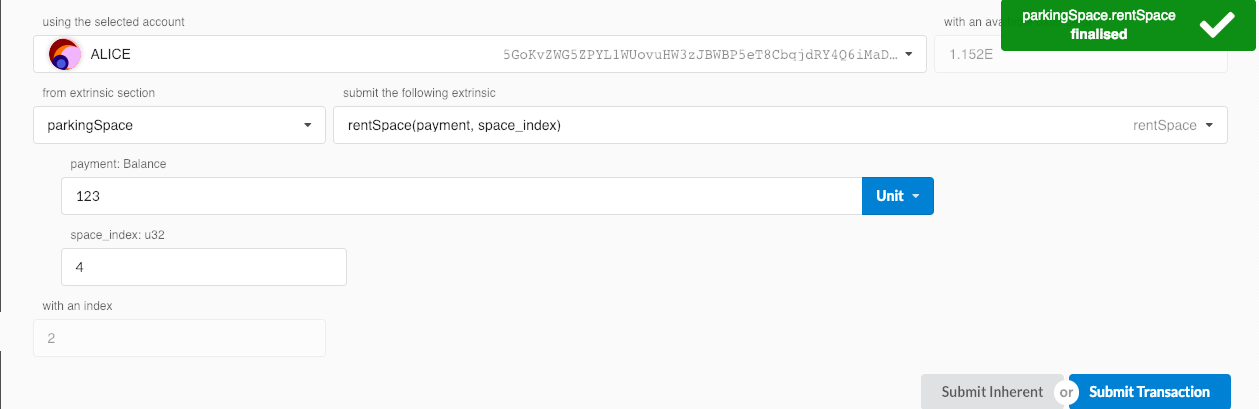 using the selected account
with an ava
parkingSpace.rentSpace
finalised
ALICE
5GoKvZWG5ZPYL1WUovuHW3zJBWBP5eT8CbqjdRY4Q6iMaD…
1.152E
from extrinsic section
submit the following extrinsic
parkingSpace
rentSpace(payment, space_index)
rentSpace
payment: Balance
123
Unit
space_index: u32
4
with an index
2
Submit Inherent or Submit Transaction